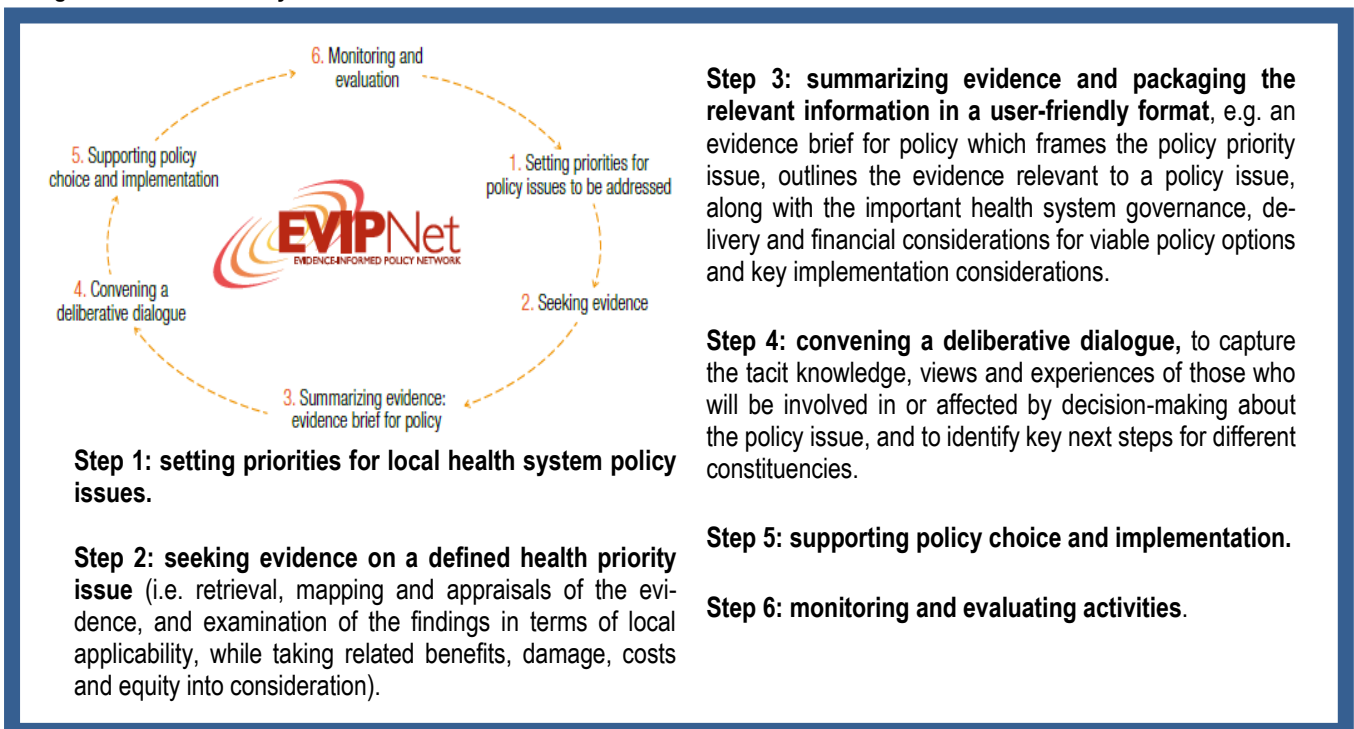 6. Monitoring and
evaluation
5. Supporting policy
choice and implementation
1. Setting priorities for
policy issues to be addressed
EVIPNet
EVIDENCE-INFORMED POLICY NETWORK
4. Convening a
deliberative dialogue
2. Seeking evidence
3. Summarizing evidence:
evidence brief for policy
Step 1: setting priorities for local health system policy
issues.
Step 2: seeking evidence on a defined health priority
issue (i.e. retrieval, mapping and appraisals of the evi-
dence, and examination of the findings in terms of local
applicability, while taking related benefits, damage, costs
and equity into consideration).
Step 3: summarizing evidence and packaging the
relevant information in a user-friendly format, e.g. an
evidence brief for policy which frames the policy priority
issue, outlines the evidence relevant to a policy issue,
along with the important health system governance, de-
livery and financial considerations for viable policy options
and key implementation considerations.
Step 4: convening a deliberative dialogue, to capture
the tacit knowledge, views and experiences of those who
will be involved in or affected by decision-making about
the policy issue, and to identify key next steps for different
constituencies.
Step 5: supporting policy choice and implementation.
Step 6: monitoring and evaluating activities.